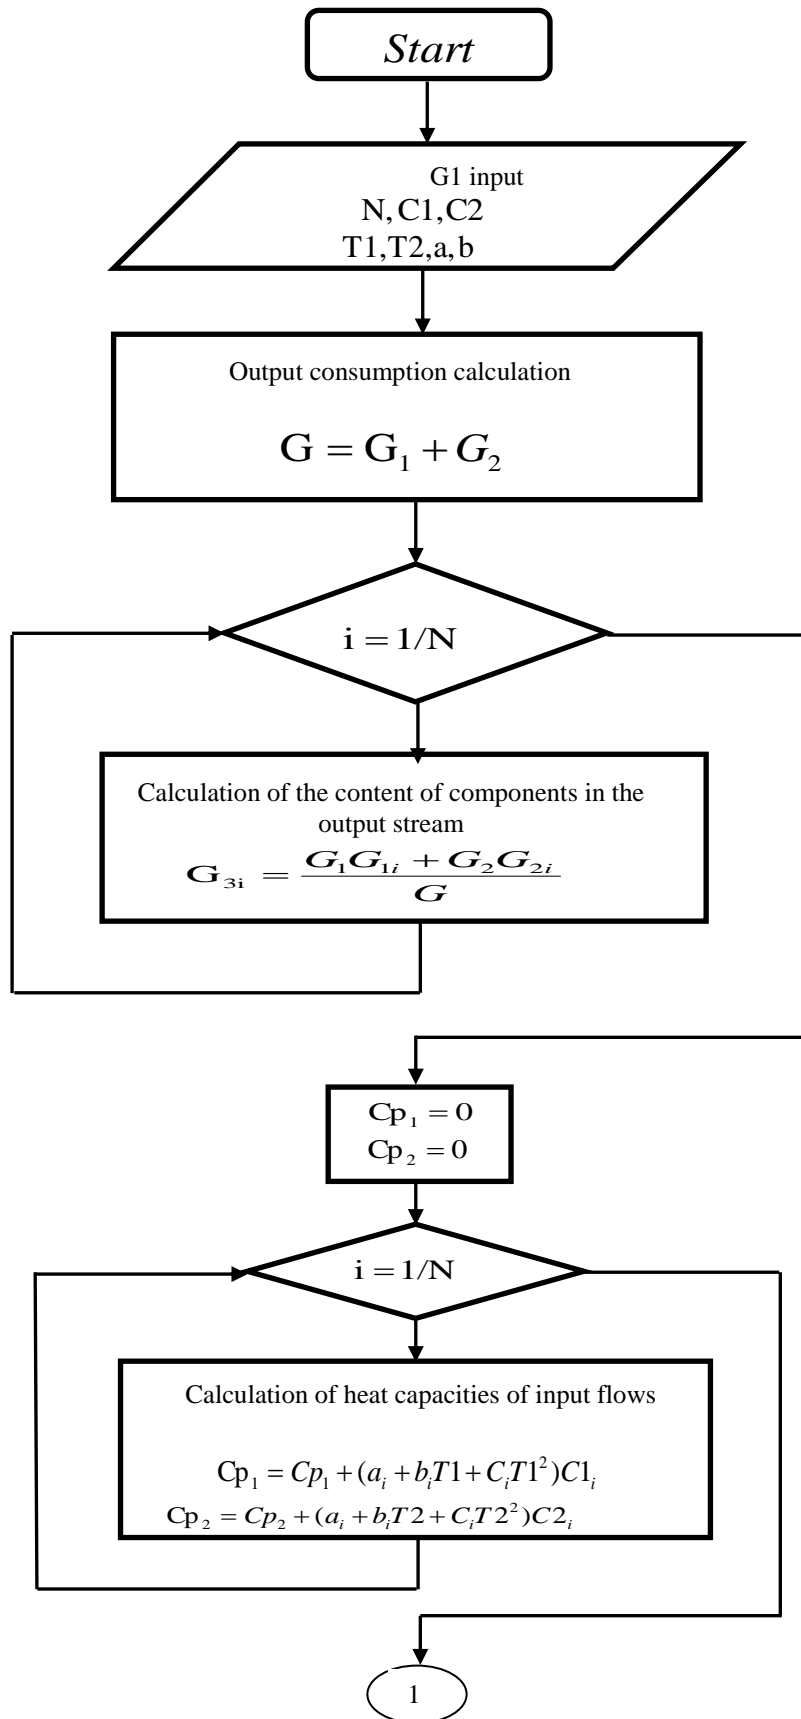 Start
G1 input
N, C1, C2
T1, T2, a, b
Output consumption calculation
G = G₁ + G₂
i = 1/N
Calculation of the content of components in the
output stream
G₃ᵢ = (G₁G₁ᵢ + G₂G₂ᵢ) / G
Cp₁ = 0
Cp₂ = 0
i = 1/N
Calculation of heat capacities of input flows
Cp₁ = Cp₁ + (aᵢ + bᵢT1 + CᵢT1²)C1ᵢ
Cp₂ = Cp₂ + (aᵢ + bᵢT2 + CᵢT2²)C2ᵢ
1